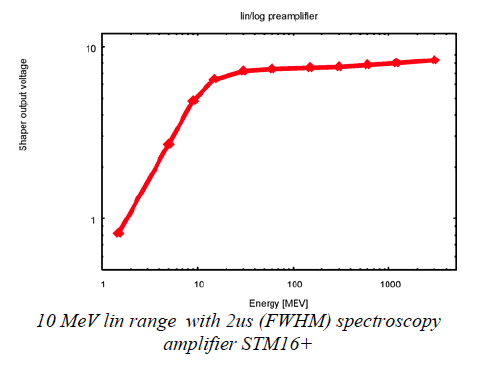 lin/log preamplifier
10
Shaper output voltage
1
1 10 100 1000
Energy [MEV]
10 MeV lin range with 2us (FWHM) spectroscopy
amplifier STM16+